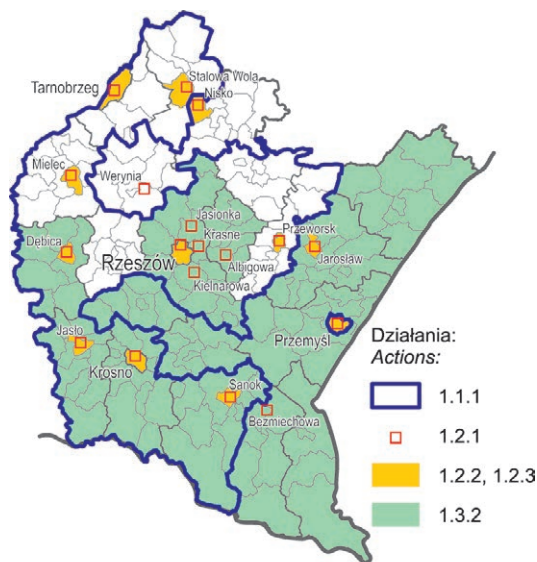 Stalowa Wola
Tarnobrzeg
Nisko
Mielec
Werynia
Jasionka
Przeworsk
Krasne
Dębica
Rzeszów
Jarosław
Albigowa
Kielnarowa
Przemyśl
Działania:
Actions:
Jasło
Krosno
Sanok
Bezmiechowa
1.1.1
1.2.1
1.2.2, 1.2.3
1.3.2